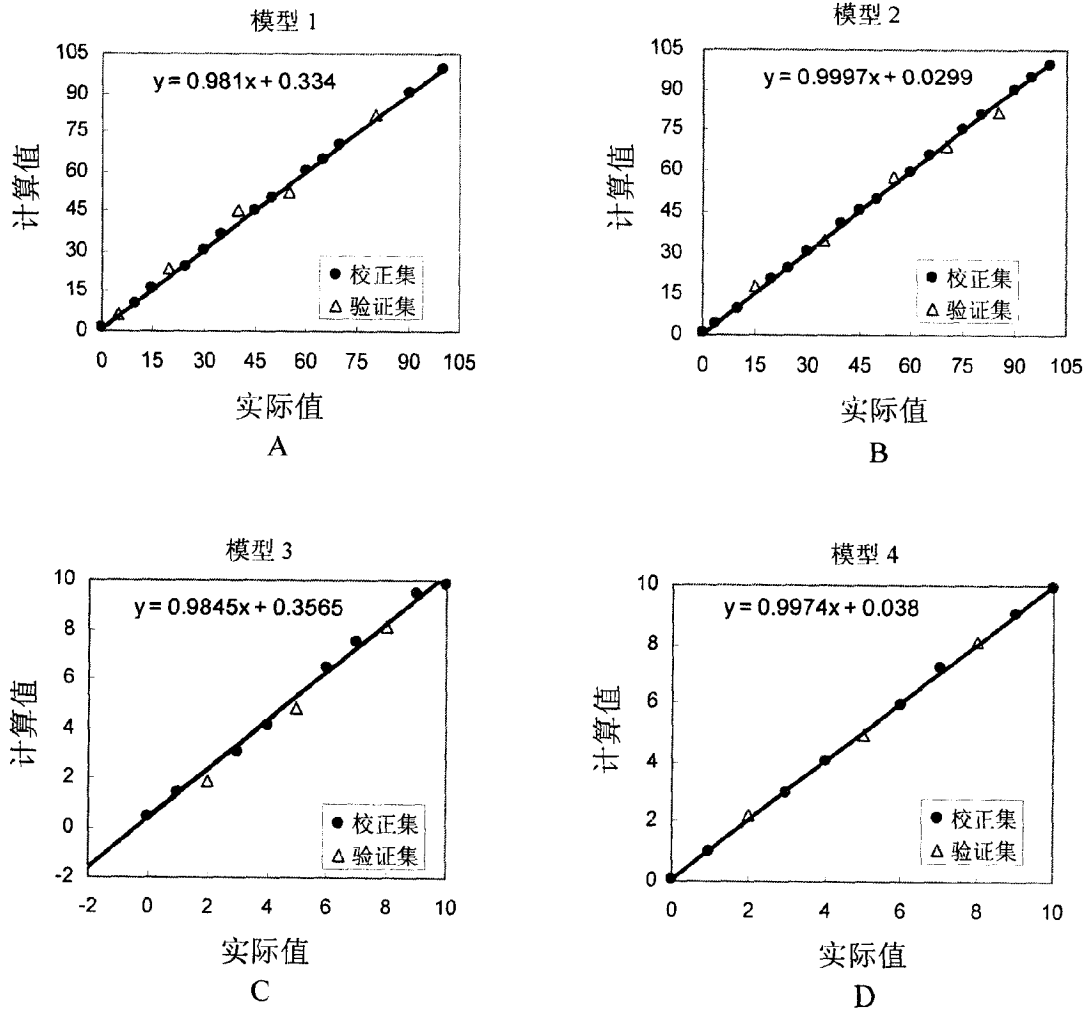 模型 1
105
90
75
60
45
30
15
0
y = 0.981x + 0.334
计算值
校正集
验证集
0 15 30 45 60 75 90 105
实际值
A
模型 2
105
90
75
60
45
30
15
0
y = 0.9997x + 0.0299
计算值
校正集
验证集
0 15 30 45 60 75 90 105
实际值
B
模型 3
10
8
6
4
2
0
-2
y = 0.9845x + 0.3565
计算值
校正集
验证集
-2 0 2 4 6 8 10
实际值
C
模型 4
10
8
6
4
2
0
y = 0.9974x + 0.038
计算值
校正集
验证集
0 2 4 6 8 10
实际值
D